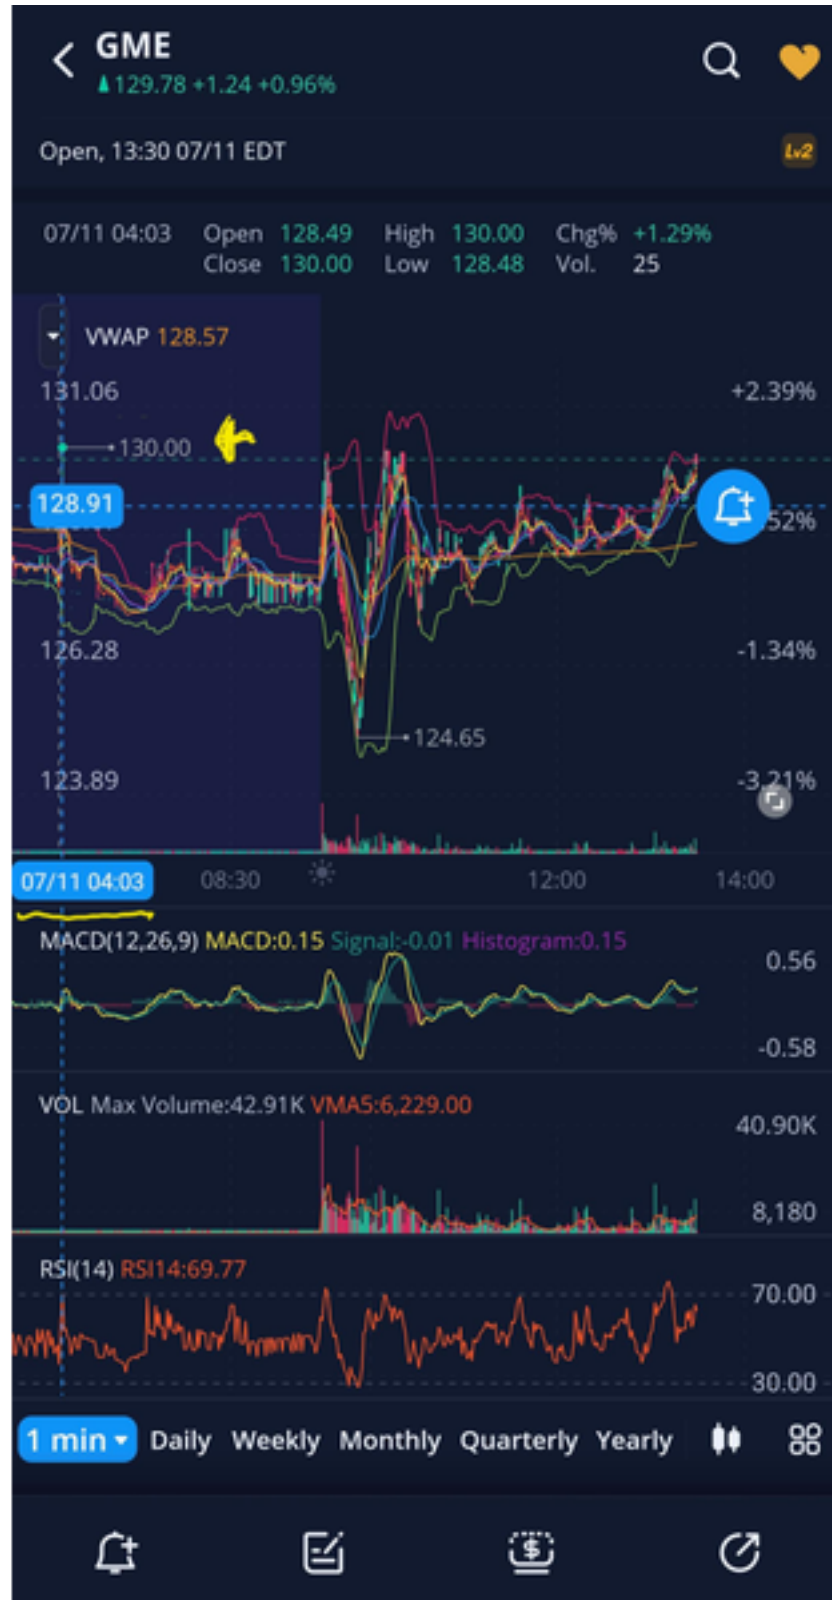 GME
129.78 +1.24 +0.96%
Open, 13:30 07/11 EDT
Lv2
07/11 04:03 Open 128.49 High 130.00 Chg% +1.29%
Close 130.00 Low 128.48 Vol. 25
VWAP 128.57
131.06 +2.39%
130.00
128.91
52%
126.28 -1.34%
124.65
123.89 -3.21%
07/11 04:03 08:30 12:00 14:00
MACD(12,26,9) MACD:0.15 Signal:-0.01 Histogram:0.15
0.56
-0.58
VOL Max Volume:42.91K VMA5:6,229.00
40.90K
8,180
RSI(14) RSI14:69.77
70.00
30.00
1 min Daily Weekly Monthly Quarterly Yearly